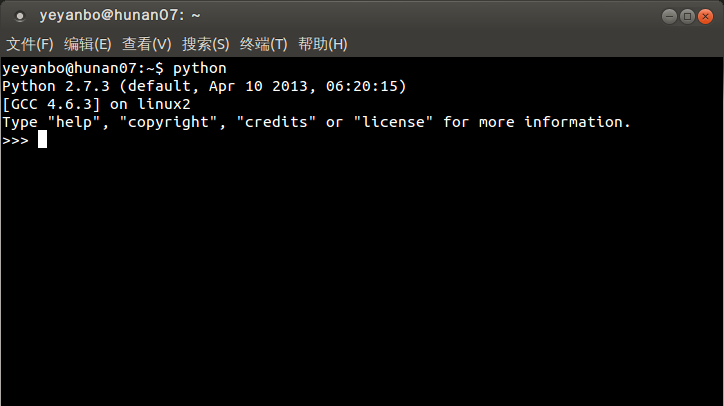 yeyanbo@hunan07: ~
文件(F) 编辑(E) 查看(V) 搜索(S) 终端(T) 帮助(H)
yeyanbo@hunan07:~$ python
Python 2.7.3 (default, Apr 10 2013, 06:20:15)
[GCC 4.6.3] on linux2
Type "help", "copyright", "credits" or "license" for more information.
>>>